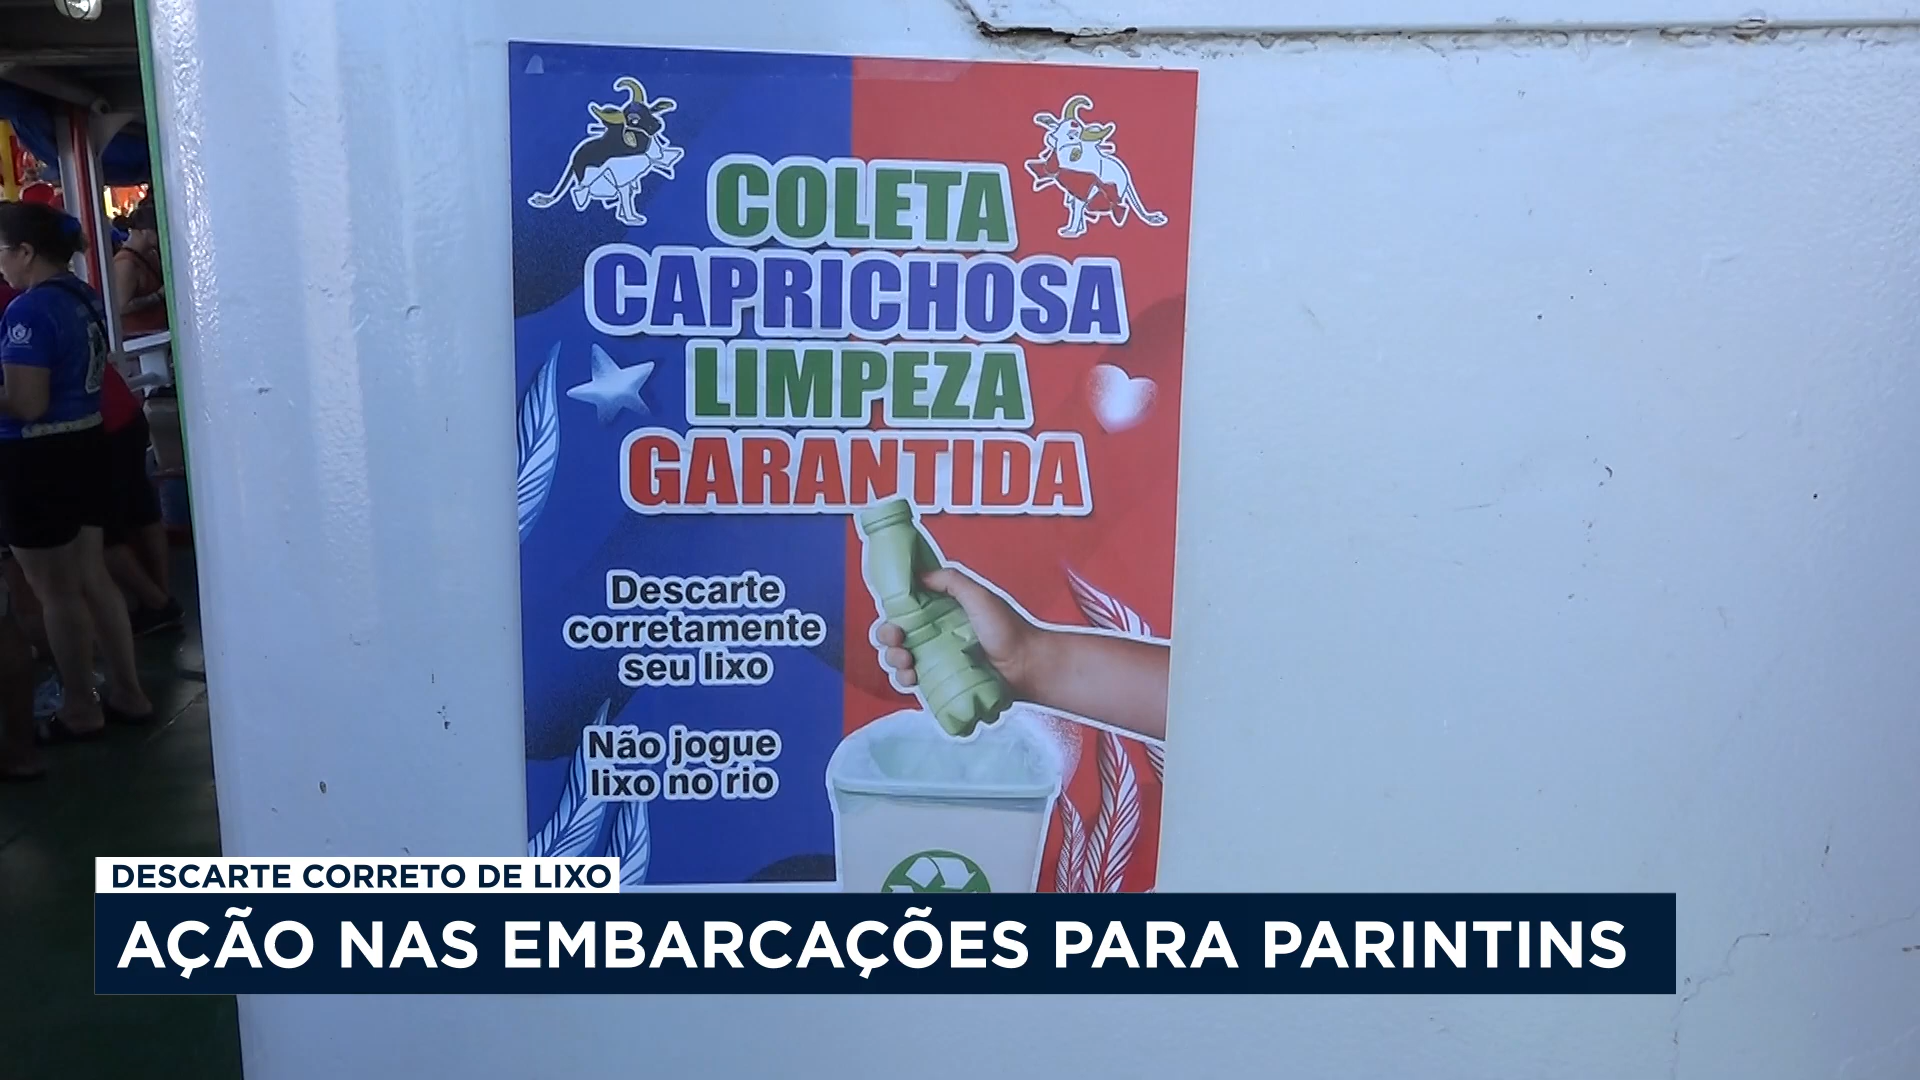 COLETA
CAPRICHOSA
LIMPEZA
GARANTIDA
Descarte
corretamente
seu lixo
Não jogue
lixo no rio
DESCARTE CORRETO DE LIXO
AÇÃO NAS EMBARCAÇÕES PARA PARINTINS